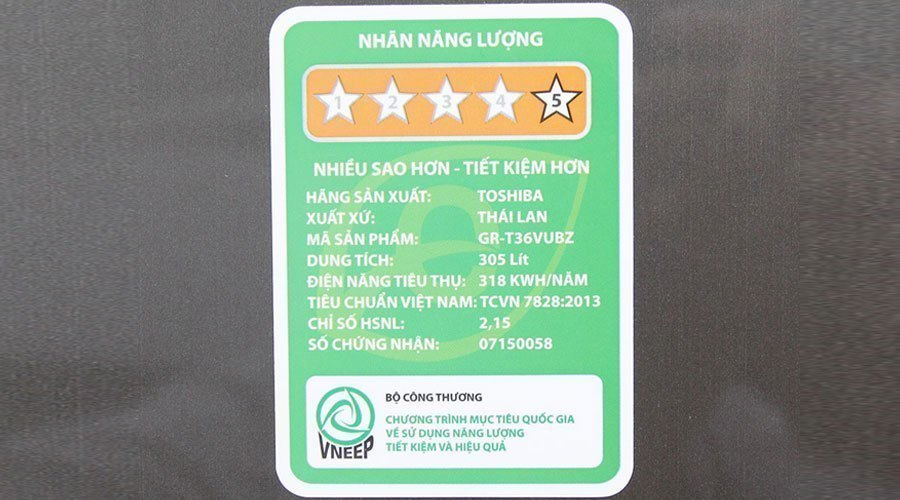 NHÃN NĂNG LƯỢNG
1 2 3 4 5
NHIỀU SAO HƠN - TIẾT KIỆM HƠN
HÃNG SẢN XUẤT: TOSHIBA
XUẤT XỨ: THÁI LAN
MÃ SẢN PHẨM: GR-T36VUBZ
DUNG TÍCH: 305 Lít
ĐIỆN NĂNG TIÊU THỤ: 318 KWH/NĂM
TIÊU CHUẨN VIỆT NAM: TCVN 7828:2013
CHỈ SỐ HSNL: 2,15
SỐ CHỨNG NHẬN: 07150058
BỘ CÔNG THƯƠNG
CHƯƠNG TRÌNH MỤC TIÊU QUỐC GIA
VỀ SỬ DỤNG NĂNG LƯỢNG
TIẾT KIỆM VÀ HIỆU QUẢ
VNEEP